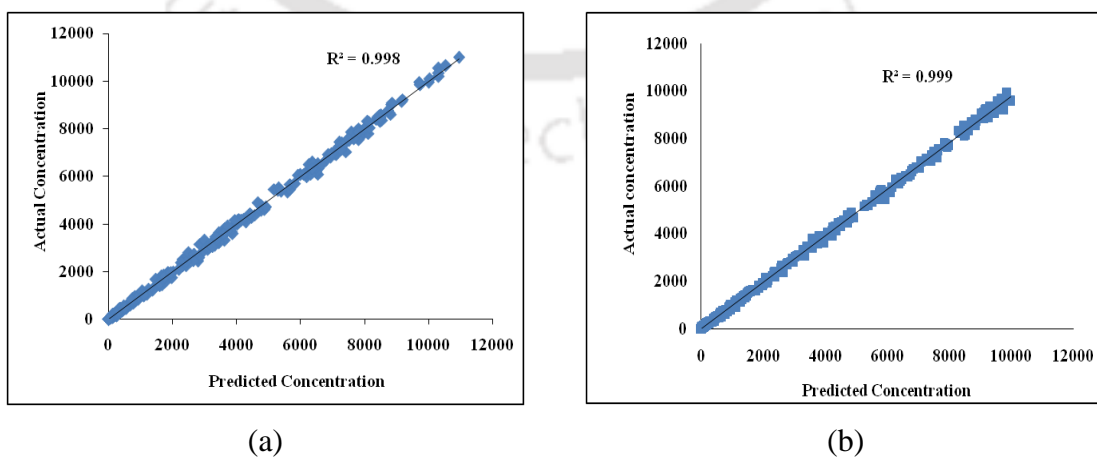 12000
10000
8000
6000
4000
2000
0
Actual Concentration
R² = 0.998
0 2000 4000 6000 8000 10000 12000
Predicted Concentration
(a)
12000
10000
8000
6000
4000
2000
0
Actual concentration
R² = 0.999
0 2000 4000 6000 8000 10000 12000
Predicted Concentration
(b)